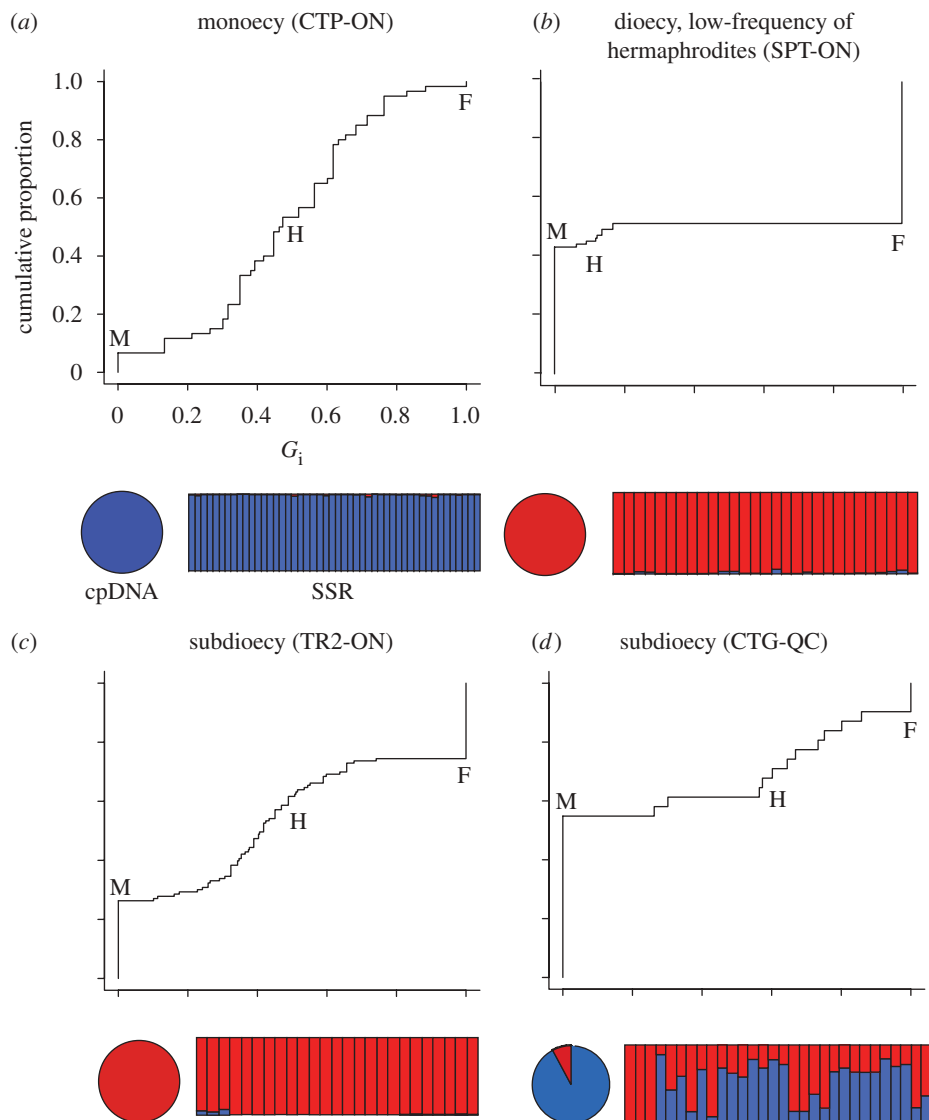 (a) monoecy (CTP-ON)
1.0
0.8
0.6
0.4
0.2
0
cumulative proportion
M
H
F
0 0.2 0.4 0.6 0.8 1.0
Gi
cpDNA SSR
(b) dioecy, low-frequency of
hermaphrodites (SPT-ON)
M
H
F
(c) subdioecy (TR2-ON)
M
H
F
(d) subdioecy (CTG-QC)
M
H
F